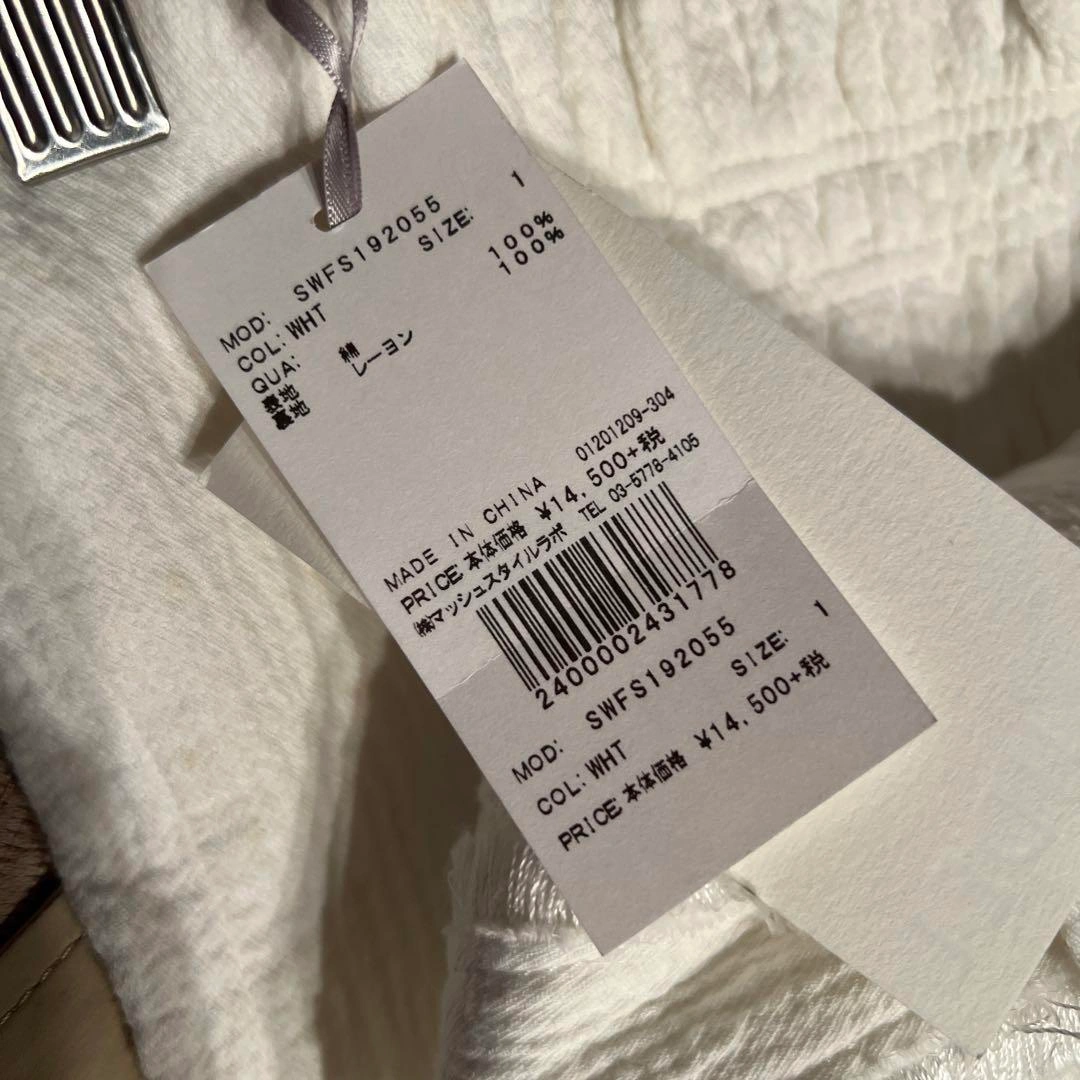 MOD: SWFS192055
COL: WHT SIZE: 1
QUA:
表地 綿 100%
裏地 レーヨン 100%
MADE IN CHINA 01201209-304
PRICE: 本体価格 ¥14,500+税
㈱マッシュスタイルラボ TEL 03-5778-4105
2400002431778
MOD: SWFS192055
COL: WHT SIZE: 1
PRICE: 本体価格 ¥14,500+税